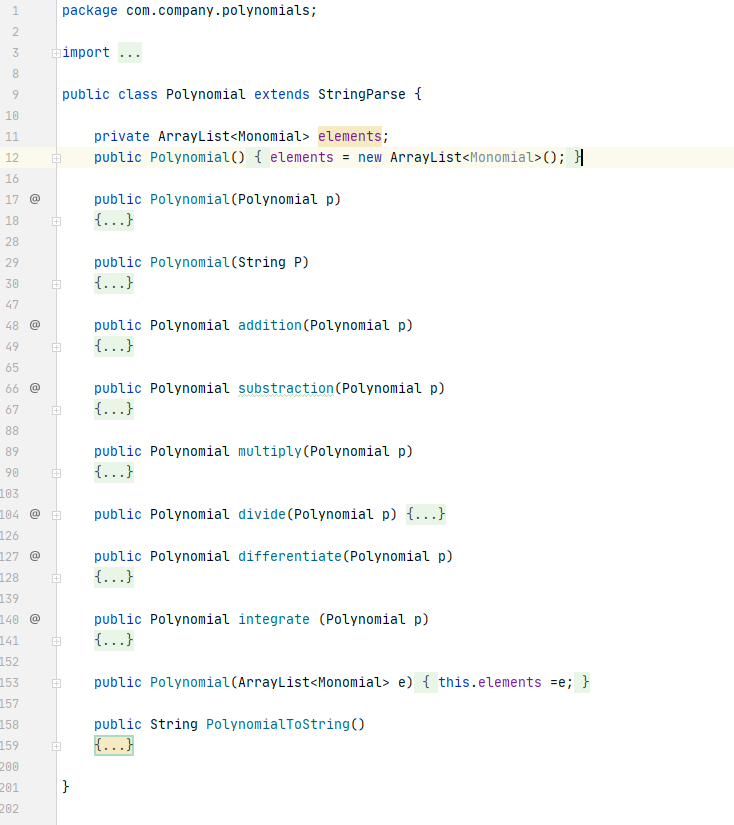 1 package com.company.polynomials;
2
3 import ...
8
9 public class Polynomial extends StringParse {
10
11 private ArrayList<Monomial> elements;
12 public Polynomial() { elements = new ArrayList<Monomial>(); }
16
17 @ public Polynomial(Polynomial p)
18 {...}
28
29 public Polynomial(String P)
30 {...}
47
48 @ public Polynomial addition(Polynomial p)
49 {...}
65
66 @ public Polynomial substraction(Polynomial p)
67 {...}
88
89 public Polynomial multiply(Polynomial p)
90 {...}
103
104 @ public Polynomial divide(Polynomial p) {...}
126
127 @ public Polynomial differentiate(Polynomial p)
128 {...}
139
140 @ public Polynomial integrate (Polynomial p)
141 {...}
152
153 public Polynomial(ArrayList<Monomial> e) { this.elements =e; }
157
158 public String PolynomialToString()
159 {...}
200
201 }
202